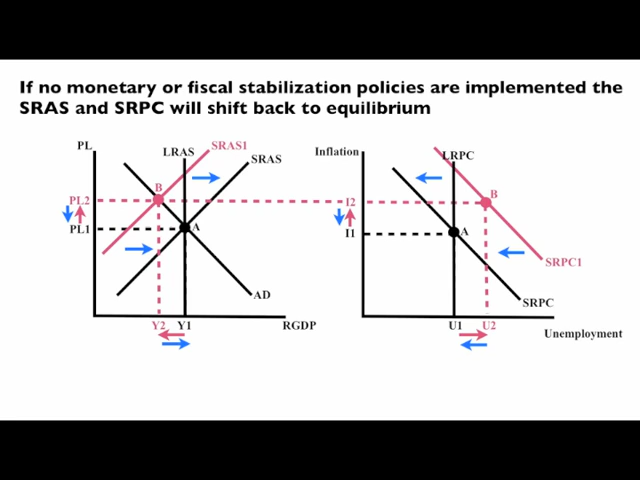 If no monetary or fiscal stabilization policies are implemented the
SRAS and SRPC will shift back to equilibrium
PL
LRAS
SRAS1
SRAS
B
PL2
PL1
A
AD
Y2
Y1
RGDP
Inflation
LRPC
B
I2
I1
A
SRPC1
SRPC
U1
U2
Unemployment